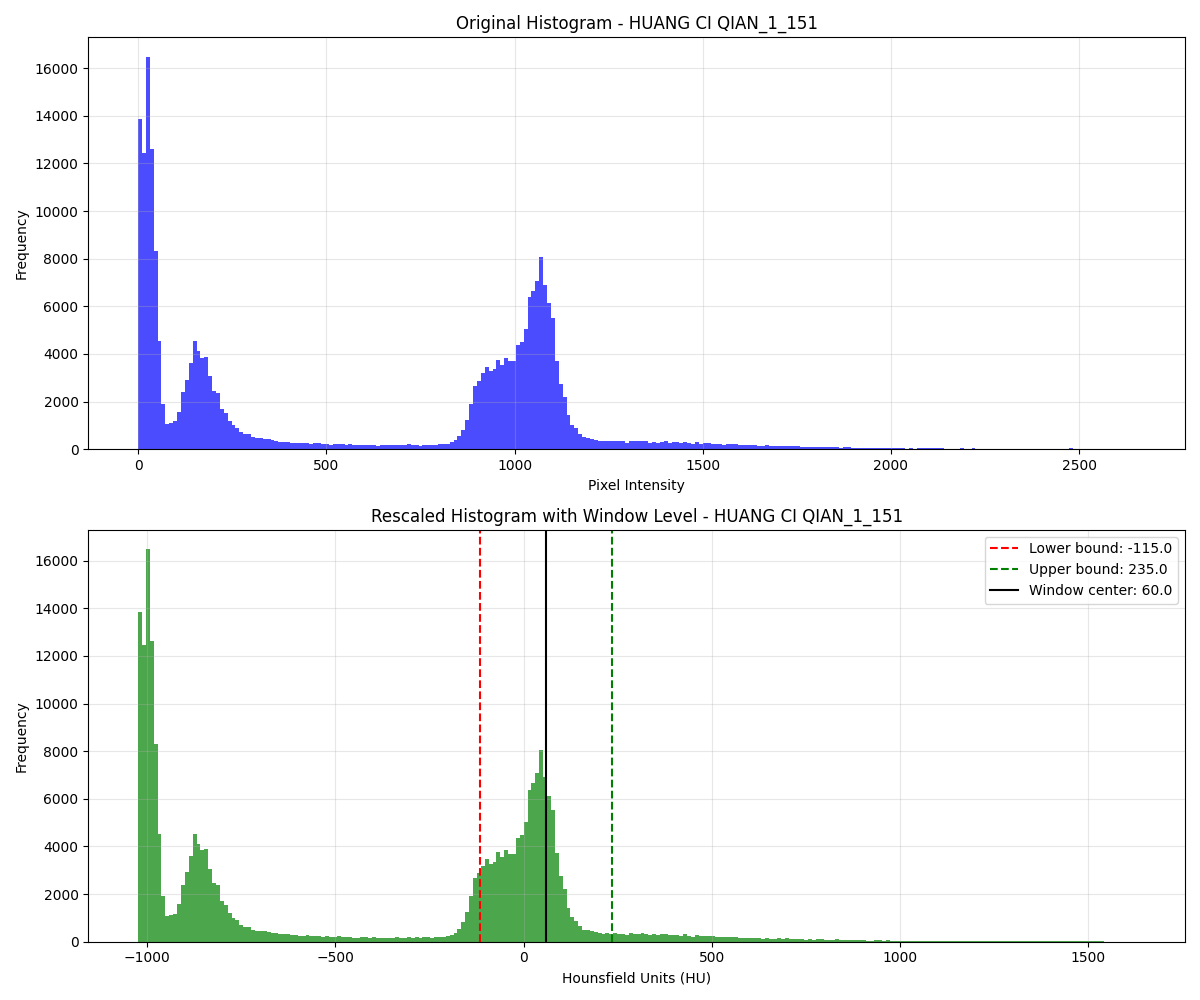 Original Histogram - HUANG CI QIAN_1_151
16000
14000
12000
10000
8000
6000
4000
2000
0
Frequency
0 500 1000 1500 2000 2500
Pixel Intensity
Rescaled Histogram with Window Level - HUANG CI QIAN_1_151
Lower bound: -115.0
Upper bound: 235.0
Window center: 60.0
16000
14000
12000
10000
8000
6000
4000
2000
0
Frequency
−1000 −500 0 500 1000 1500
Hounsfield Units (HU)